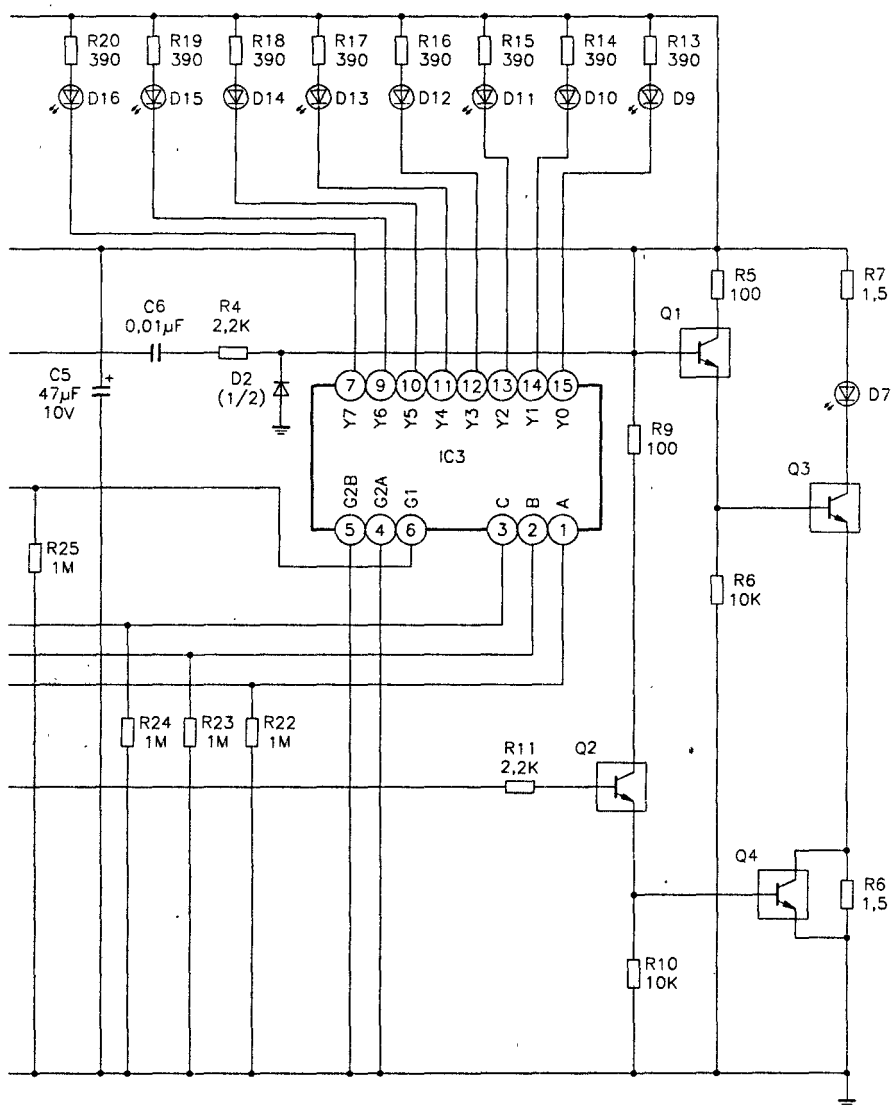 R20
390
R19
390
R18
390
R17
390
R16
390
R15
390
R14
390
R13
390
D16
D15
D14
D13
D12
D11
D10
D9
R5
100
R7
1,5
C6
0,01µF
R4
2,2K
Q1
C5
47µF
10V
+
D2
(1/2)
7
9
10
11
12
13
14
15
Y7
Y6
Y5
Y4
Y3
Y2
Y1
Y0
D7
R9
100
IC3
Q3
G2B
G2A
G1
C
B
A
5
4
6
3
2
1
R25
1M
R6
10K
R24
1M
R23
1M
R22
1M
R11
2,2K
Q2
Q4
R6
1,5
R10
10K